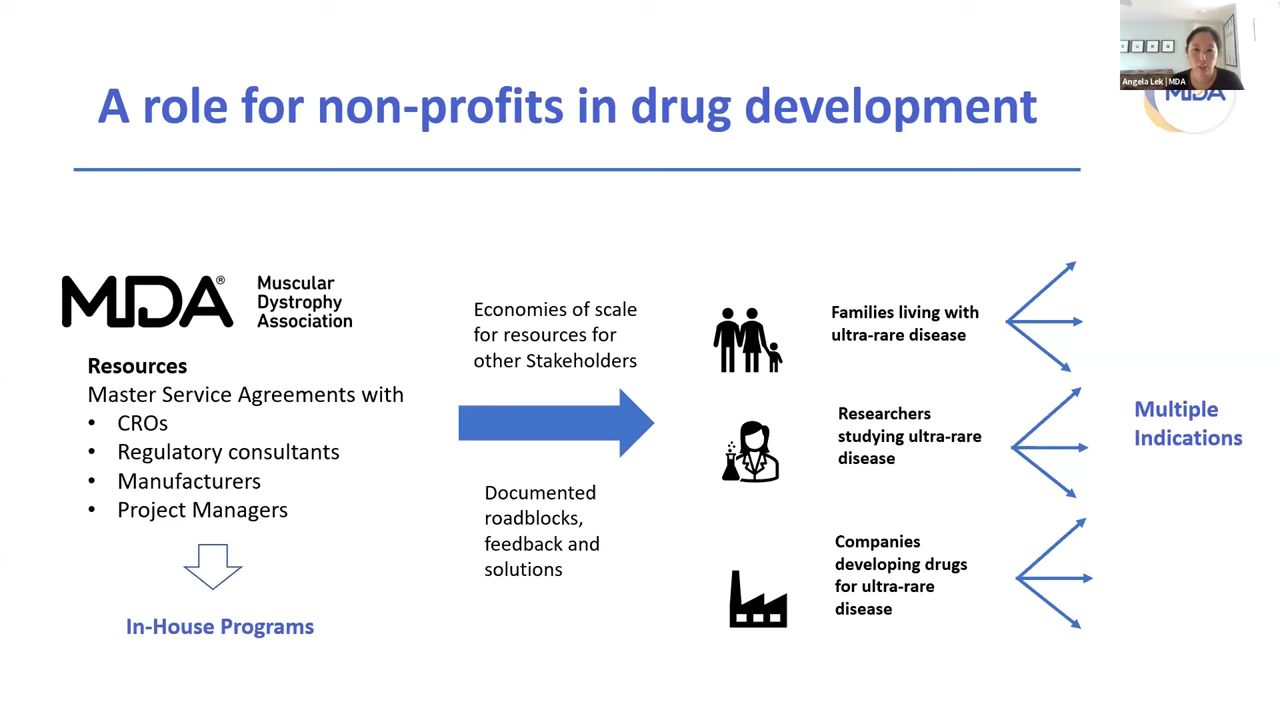 A role for non-profits in drug development
Angela Lek | MDA
MDA
MDA®
Muscular
Dystrophy
Association
Resources
Master Service Agreements with
• CROs
• Regulatory consultants
• Manufacturers
• Project Managers
In-House Programs
Economies of scale
for resources for
other Stakeholders
Documented
roadblocks,
feedback and
solutions
Families living with
ultra-rare disease
Researchers
studying ultra-rare
disease
Companies
developing drugs
for ultra-rare
disease
Multiple
Indications